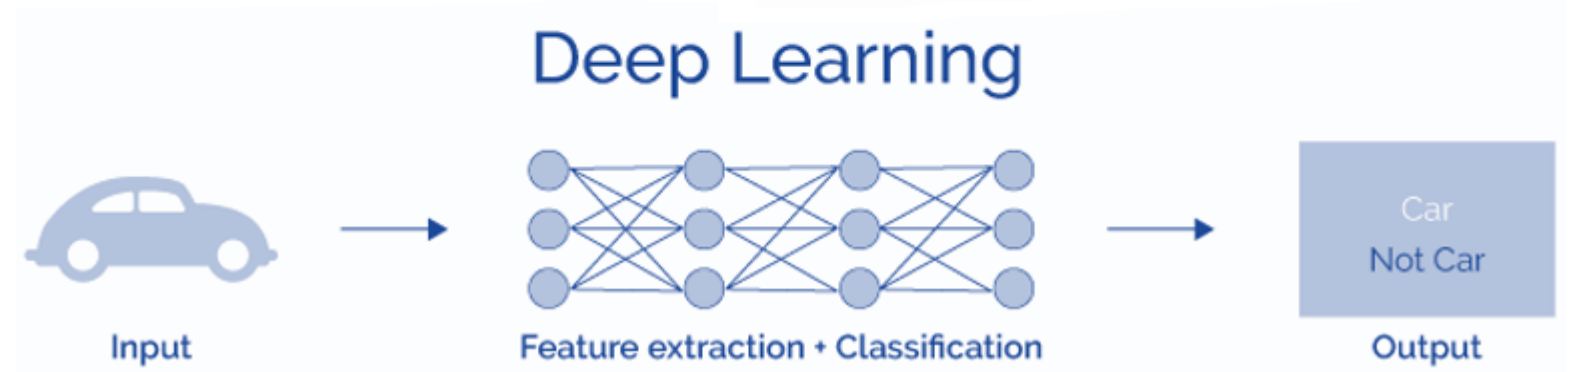 Deep Learning
Car
Not Car
Input
Feature extraction + Classification
Output